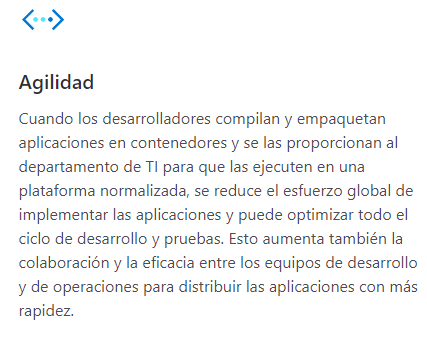 Agilidad
Cuando los desarrolladores compilan y empaquetan
aplicaciones en contenedores y se las proporcionan al
departamento de TI para que las ejecuten en una
plataforma normalizada, se reduce el esfuerzo global de
implementar las aplicaciones y puede optimizar todo el
ciclo de desarrollo y pruebas. Esto aumenta también la
colaboración y la eficacia entre los equipos de desarrollo
y de operaciones para distribuir las aplicaciones con más
rapidez.